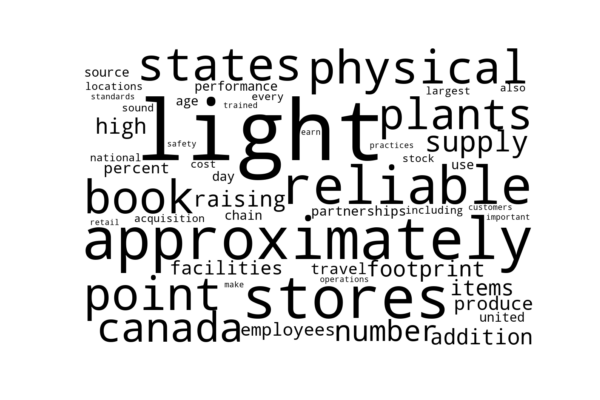 states physical
source
performance
locations
largest also
standards
age every
trained
light plants
sound
high
earn
supply
safety practices
national
stock
percent cost
use
day
reliable
book raising
partnerships including customers
acquisition chain
important
retail
approximately
facilities travel footprint
operations
make
point stores items
produce
united
canada employees number addition